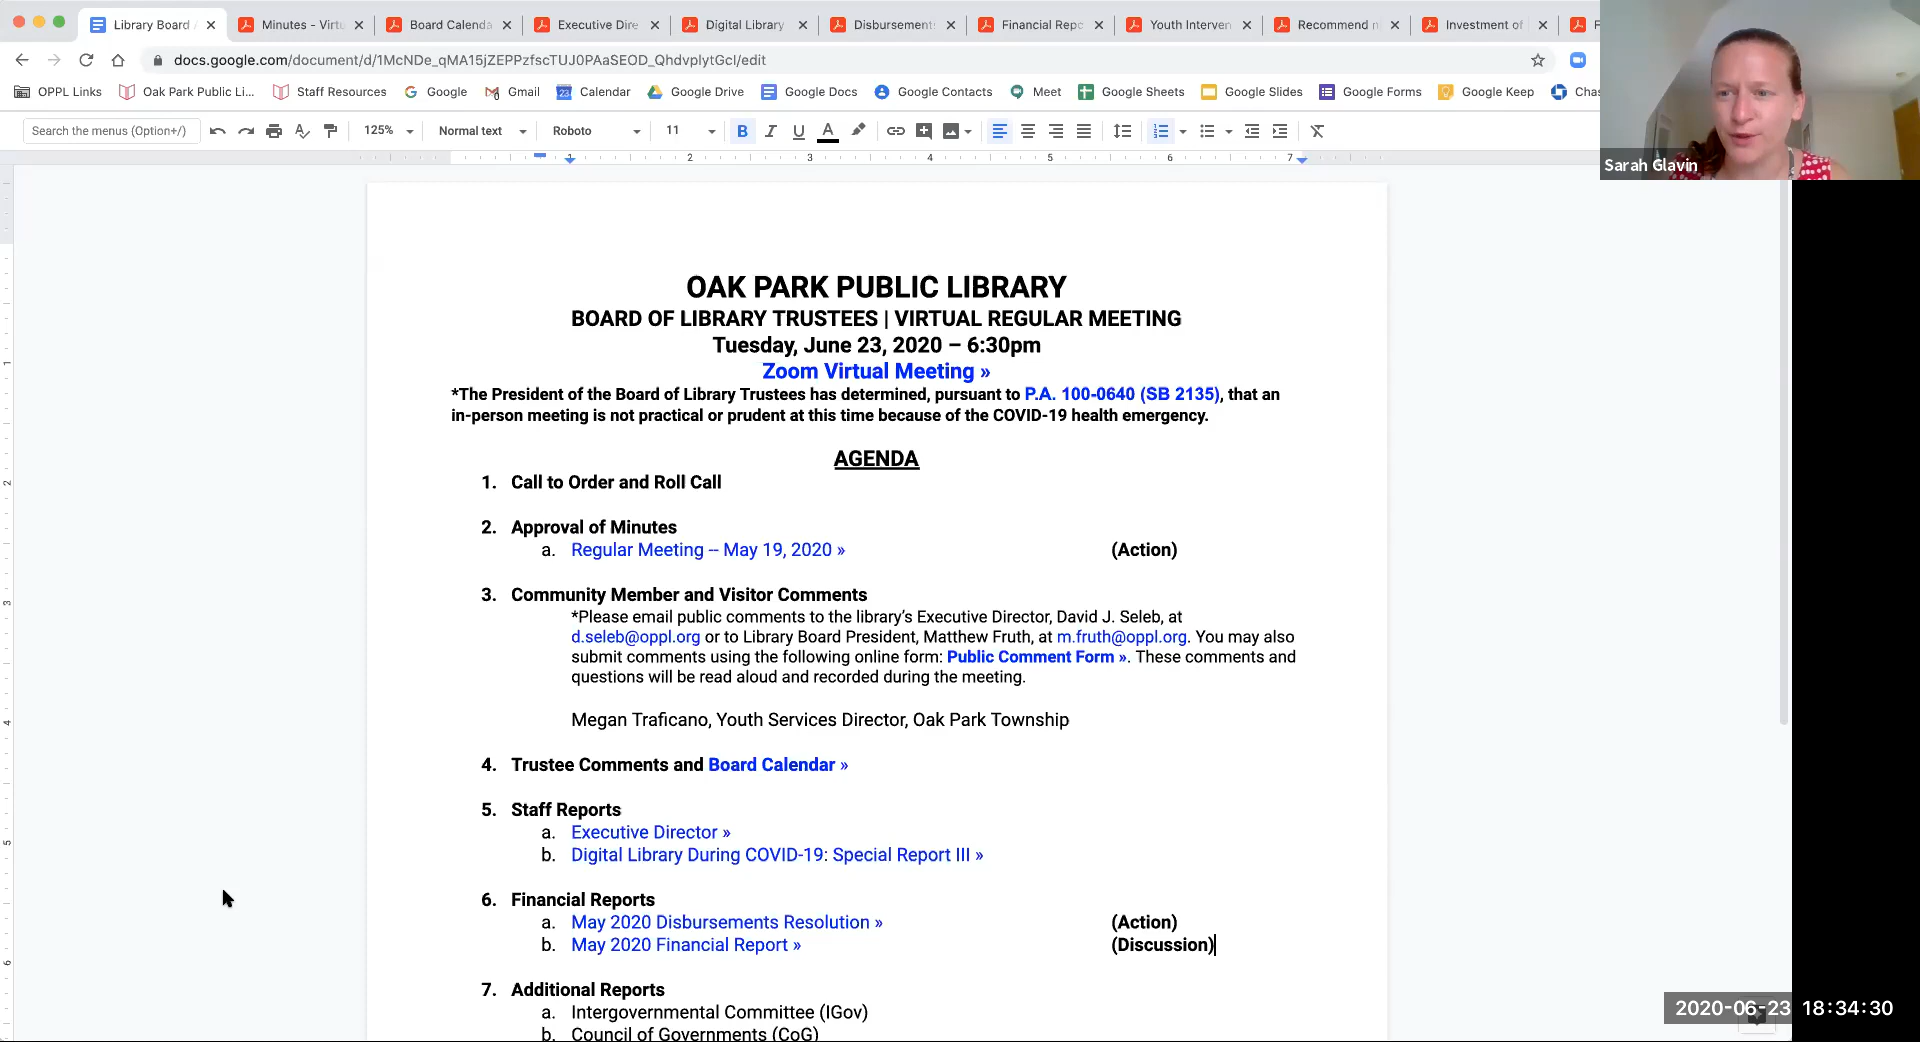 Library Board
Minutes - Virtu
Board Calenda
Executive Dire
Digital Library
Disbursement
Financial Repo
Youth Interven
Recommend
Investment of
docs.google.com/document/d/1McNDe_qMA15jZEPPzfscTUJ0PAaSEOD_QhdvplytGcI/edit
OPPL Links
Oak Park Public Li...
Staff Resources
Google
Gmail
Calendar
Google Drive
Google Docs
Google Contacts
Meet
Google Sheets
Google Slides
Google Forms
Google Keep
Chas
Search the menus (Option+/)
125%
Normal text
Roboto
11
B I U A
1 2 3 4 5 6 7
Sarah Glavin
OAK PARK PUBLIC LIBRARY
BOARD OF LIBRARY TRUSTEES | VIRTUAL REGULAR MEETING
Tuesday, June 23, 2020 – 6:30pm
Zoom Virtual Meeting »
*The President of the Board of Library Trustees has determined, pursuant to P.A. 100-0640 (SB 2135), that an
in-person meeting is not practical or prudent at this time because of the COVID-19 health emergency.
AGENDA
1. Call to Order and Roll Call
2. Approval of Minutes
a. Regular Meeting -- May 19, 2020 » (Action)
3. Community Member and Visitor Comments
*Please email public comments to the library's Executive Director, David J. Seleb, at
d.seleb@oppl.org or to Library Board President, Matthew Fruth, at m.fruth@oppl.org. You may also
submit comments using the following online form: Public Comment Form ». These comments and
questions will be read aloud and recorded during the meeting.
Megan Traficano, Youth Services Director, Oak Park Township
4. Trustee Comments and Board Calendar »
5. Staff Reports
a. Executive Director »
b. Digital Library During COVID-19: Special Report III »
6. Financial Reports
a. May 2020 Disbursements Resolution » (Action)
b. May 2020 Financial Report » (Discussion)
7. Additional Reports
a. Intergovernmental Committee (IGov)
b. Council of Governments (CoG)
2020-06-23 18:34:30